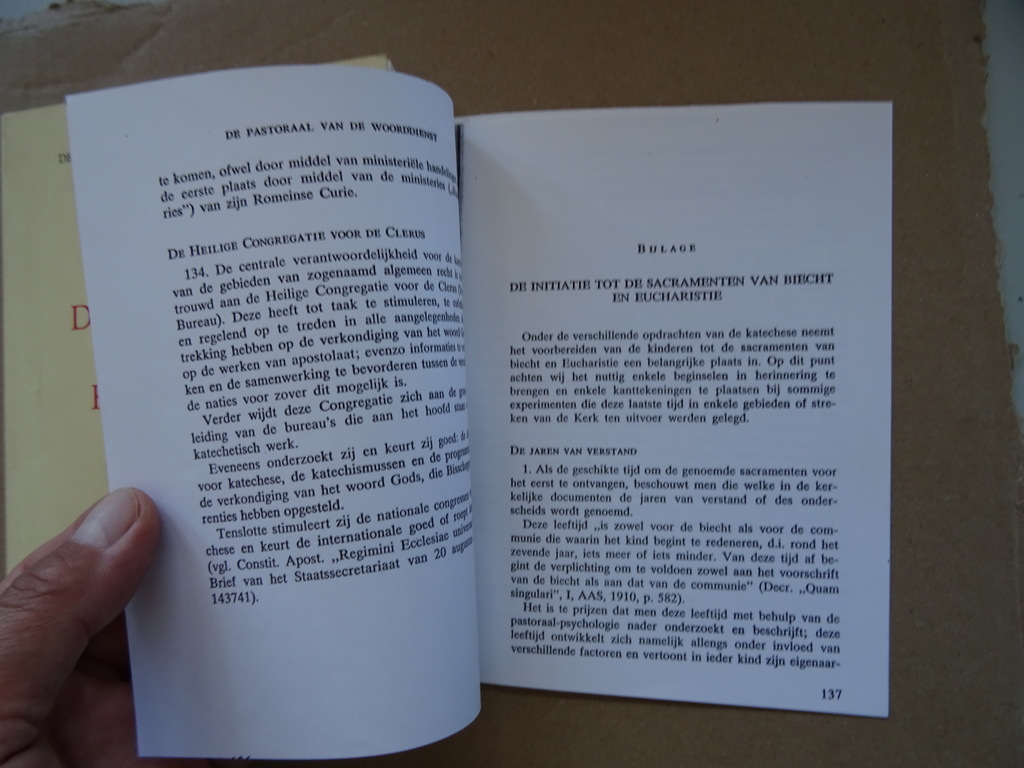 DE
D
DE PASTORAAL VAN DE WOORDDIENST
te komen, ofwel door middel van ministeriële
de eerste plaats door middel van de ministeries
ries”) van zijn Romeinse Curie.
DE HEILIGE CONGREGATIE VOOR DE CLERUS
134. De centrale verantwoordelijkheid voor de
van de gebieden van zogenaamd algemeen recht is
trouwd aan de Heilige Congregatie voor de Clerus
Bureau). Deze heeft tot taak te stimuleren, te
en regelend op te treden in alle aangelegenheden
trekking hebben op de verkondiging van het woord
op de werken van apostolaat; evenzo informaties te
ken en de samenwerking te bevorderen tussen de
de naties voor zover dit mogelijk is.
Verder wijdt deze Congregatie zich aan de
leiding van de bureau's die aan het hoofd staan
katechetisch werk.
Eveneens onderzoekt zij en keurt zij goed: de
voor katechese, de katechismussen en de
de verkondiging van het woord Gods, die
renties hebben opgesteld.
Tenslotte stimuleert zij de nationale congressen
chese en keurt de internationale goed of roept
(vgl. Constit. Apost. „Regimini Ecclesiae
Brief van het Staatssecretariaat van 20
143741).
BIJLAGE
DE INITIATIE TOT DE SACRAMENTEN VAN BIECHT
EN EUCHARISTIE
Onder de verschillende opdrachten van de katechese neemt
het voorbereiden van de kinderen tot de sacramenten van
biecht en Eucharistie een belangrijke plaats in. Op dit punt
achten wij het nuttig enkele beginselen in herinnering te
brengen en enkele kanttekeningen te plaatsen bij sommige
experimenten die deze laatste tijd in enkele gebieden of stre-
ken van de Kerk ten uitvoer werden gelegd.
DE JAREN VAN VERSTAND
1. Als de geschikte tijd om de genoemde sacramenten voor
het eerst te ontvangen, beschouwt men die welke in de ker-
kelijke documenten de jaren van verstand of des onder-
scheids wordt genoemd.
Deze leeftijd „is zowel voor de biecht als voor de com-
munie die waarin het kind begint te redeneren, d.i. rond het
zevende jaar, iets meer of iets minder. Van deze tijd af be-
gint de verplichting om te voldoen zowel aan het voorschrift
van de biecht als aan dat van de communie” (Decr. „Quam
singulari”, I, AAS, 1910, p. 582).
Het is te prijzen dat men deze leeftijd met behulp van de
pastoraal-psychologie nader onderzoekt en beschrijft; deze
leeftijd ontwikkelt zich namelijk allengs onder invloed van
verschillende factoren en vertoont in ieder kind zijn eigenaar-
137